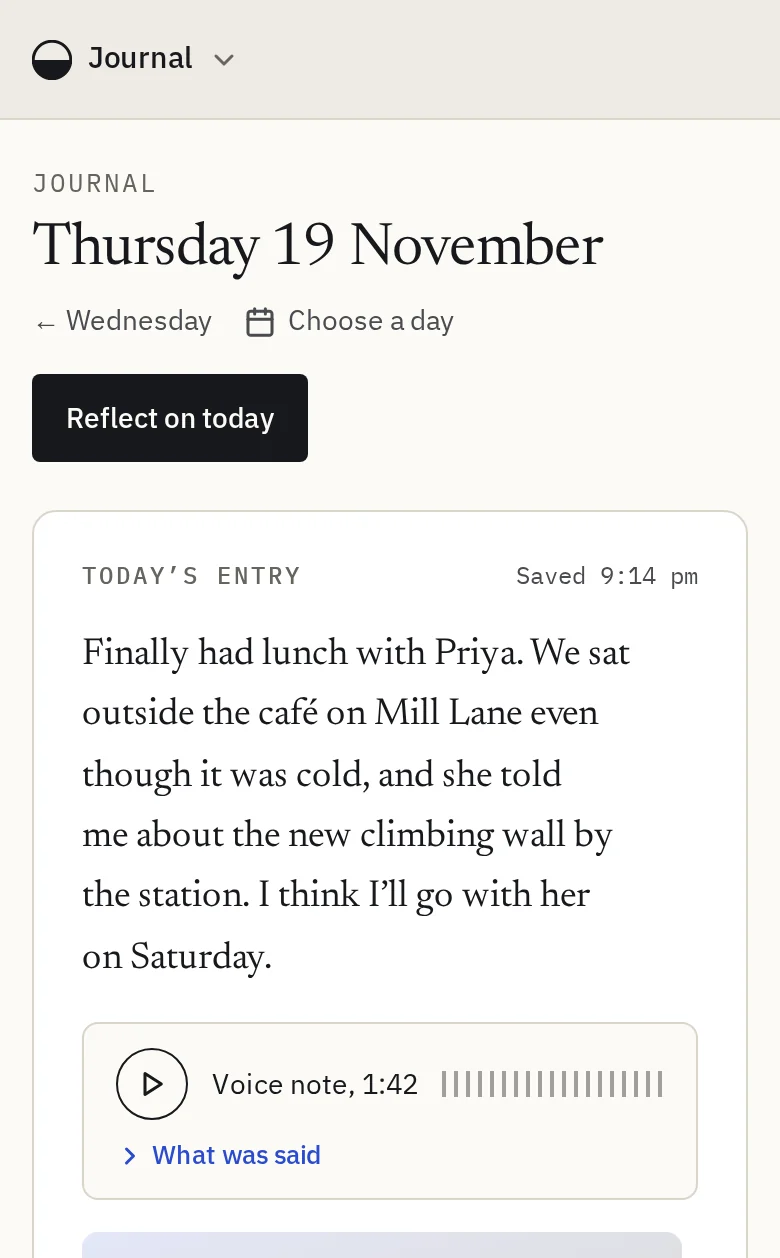 Journal
JOURNAL
Thursday 19 November
← Wednesday Choose a day
Reflect on today
TODAY’S ENTRY Saved 9:14 pm
Finally had lunch with Priya. We sat
outside the café on Mill Lane even
though it was cold, and she told
me about the new climbing wall by
the station. I think I’ll go with her
on Saturday.
Voice note, 1:42
What was said